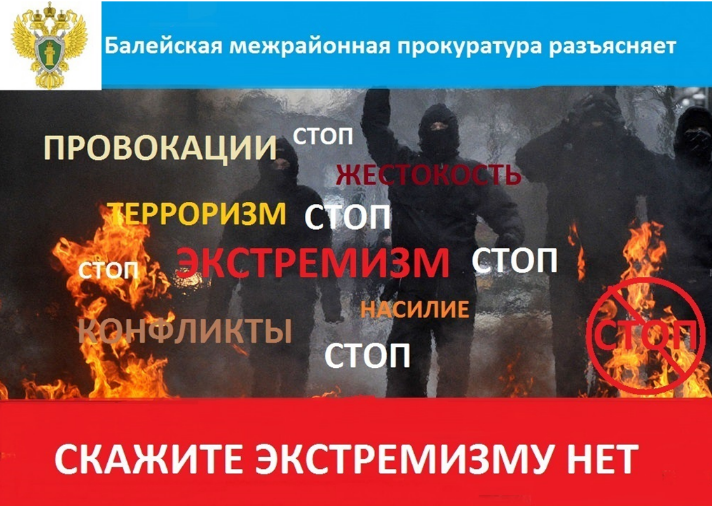 Балейская межрайонная прокуратура разъясняет
ПРОВОКАЦИИ СТОП
ЖЕСТОКОСТЬ
ТЕРРОРИЗМ СТОП
СТОП ЭКСТРЕМИЗМ СТОП
НАСИЛИЕ
КОНФЛИКТЫ СТОП
СТОП
СКАЖИТЕ ЭКСТРЕМИЗМУ НЕТ